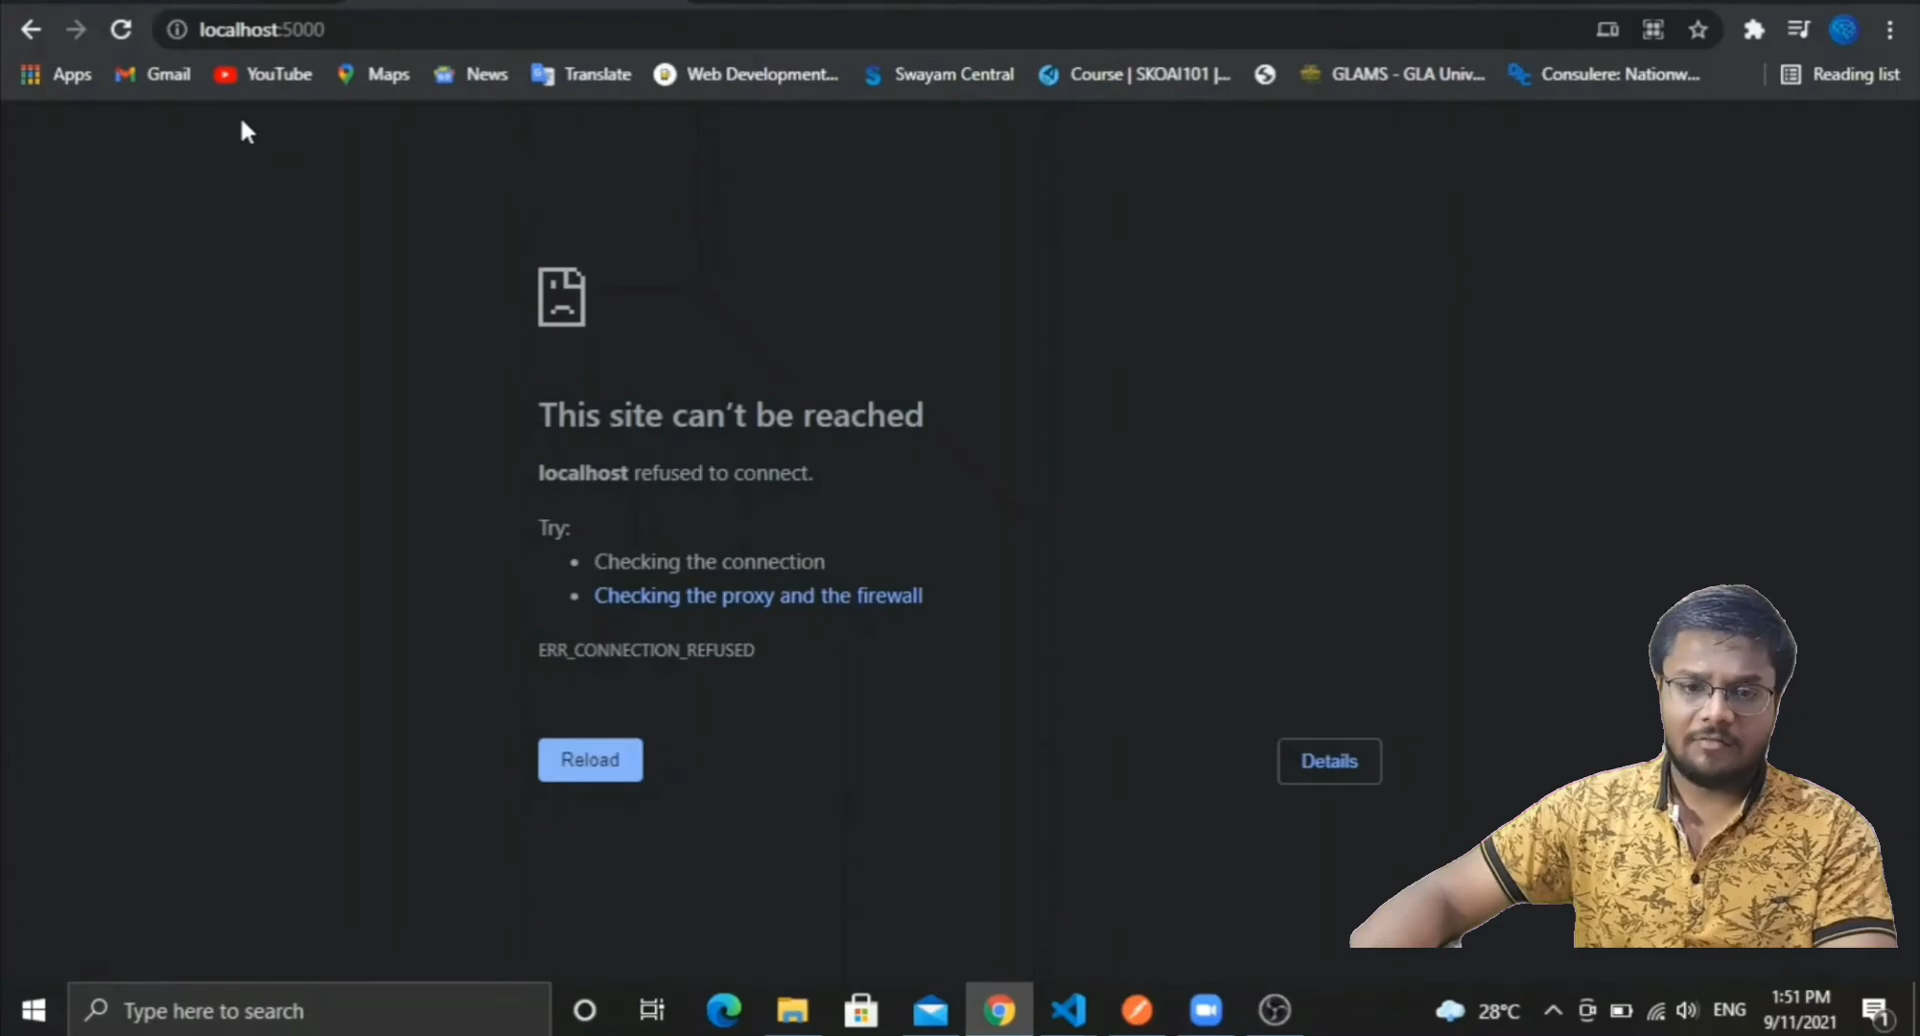 localhost:5000
Apps Gmail YouTube Maps News Translate Web Development... Swayam Central Course | SKOAI101 |... GLAMS - GLA Univ... Consulere: Nationw... Reading list
This site can't be reached
localhost refused to connect.
Try:
• Checking the connection
• Checking the proxy and the firewall
ERR_CONNECTION_REFUSED
Reload Details
Type here to search 28°C ENG 1:51 PM
9/11/2021 1